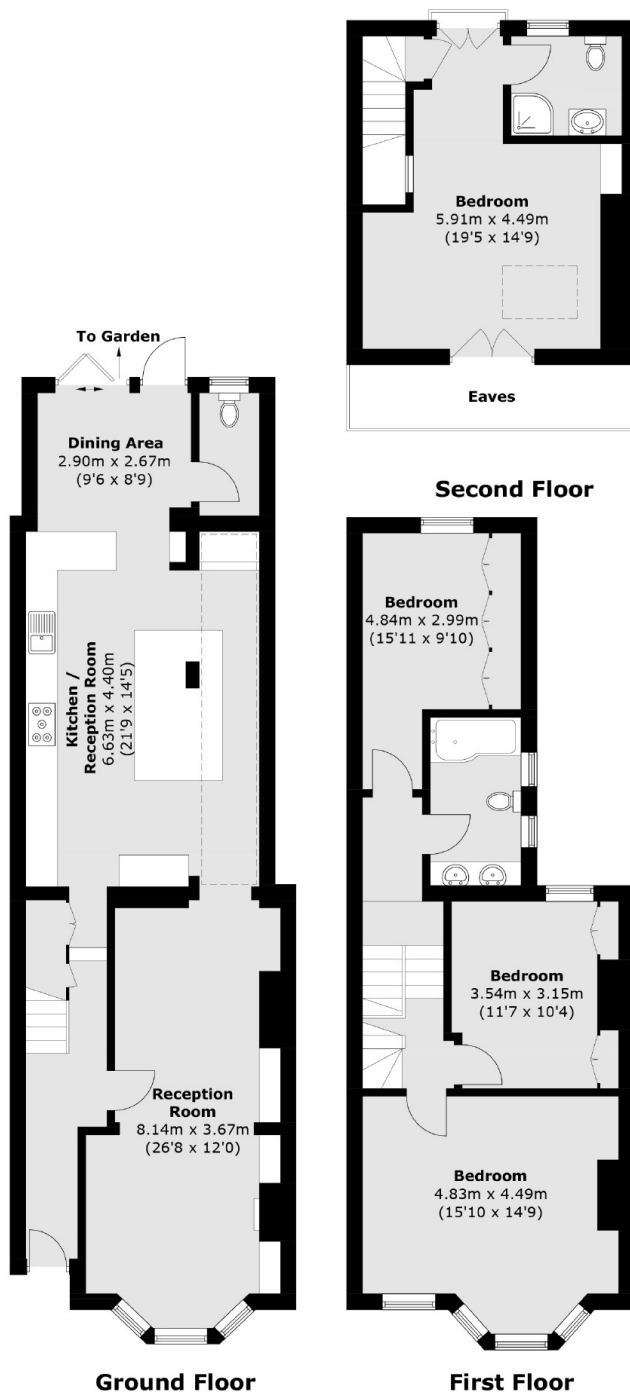 Bedroom
5.91m x 4.49m
(19'5 x 14'9)
Eaves
Second Floor
To Garden
Dining Area
2.90m x 2.67m
(9'6 x 8'9)
Kitchen /
Reception Room
6.63m x 4.40m
(21'9 x 14'5)
Reception
Room
8.14m x 3.67m
(26'8 x 12'0)
Ground Floor
Bedroom
4.84m x 2.99m
(15'11 x 9'10)
Bedroom
3.54m x 3.15m
(11'7 x 10'4)
Bedroom
4.83m x 4.49m
(15'10 x 14'9)
First Floor